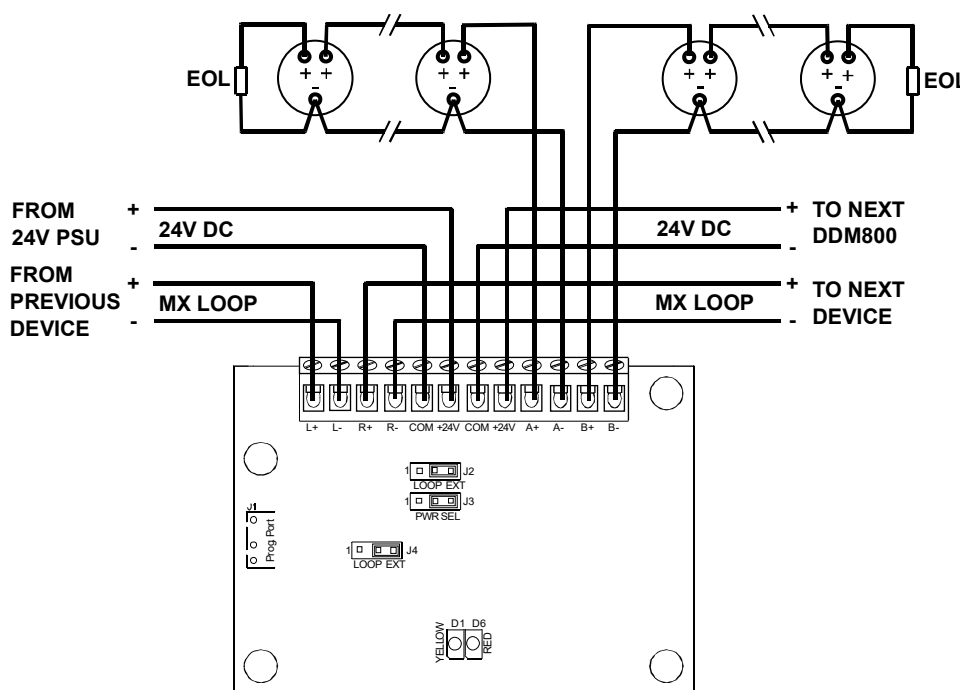 EOL
+ +
-
+ +
-
+ +
-
+ +
-
EOL
FROM
24V PSU
+
-
24V DC
24V DC
+
-
TO NEXT
DDM800
FROM
PREVIOUS
DEVICE
+
-
MX LOOP
MX LOOP
+
-
TO NEXT
DEVICE
L+ L- R+ R- COM +24V COM +24V A+ A- B+ B-
1 J2
LOOP EXT
1 J3
PWR SEL
J1
Prog. Port
1 J4
LOOP EXT
D1 D6
YELLOW
RED